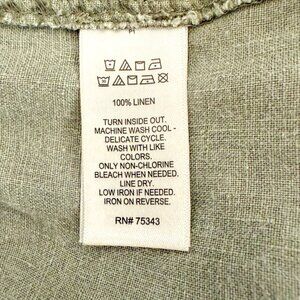 100% LINEN
TURN INSIDE OUT.
MACHINE WASH COOL -
DELICATE CYCLE.
WASH WITH LIKE
COLORS.
ONLY NON-CHLORINE
BLEACH WHEN NEEDED.
LINE DRY.
LOW IRON IF NEEDED.
IRON ON REVERSE.
RN# 75343